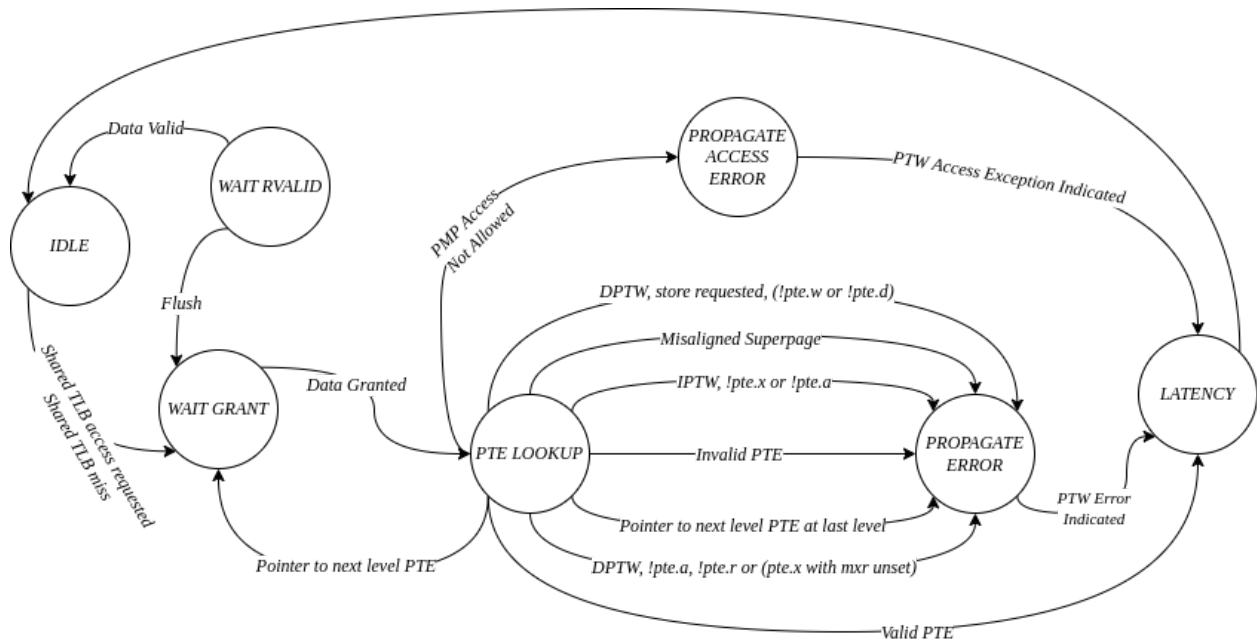 Data Valid
PROPAGATE
ACCESS
ERROR
PTW Access Exception Indicated
WAIT RVALID
IDLE
PMP Access
Not Allowed
Flush
DPTW, store requested, (!pte.w or !pte.d)
Misaligned Superpage
Shared TLB access requested
Shared TLB miss
Data Granted
IPTW, !pte.x or !pte.a
WAIT GRANT
LATENCY
PTE LOOKUP
Invalid PTE
PROPAGATE
ERROR
PTW Error
Indicated
Pointer to next level PTE at last level
Pointer to next level PTE
DPTW, !pte.a, !pte.r or (pte.x with mxr unset)
Valid PTE